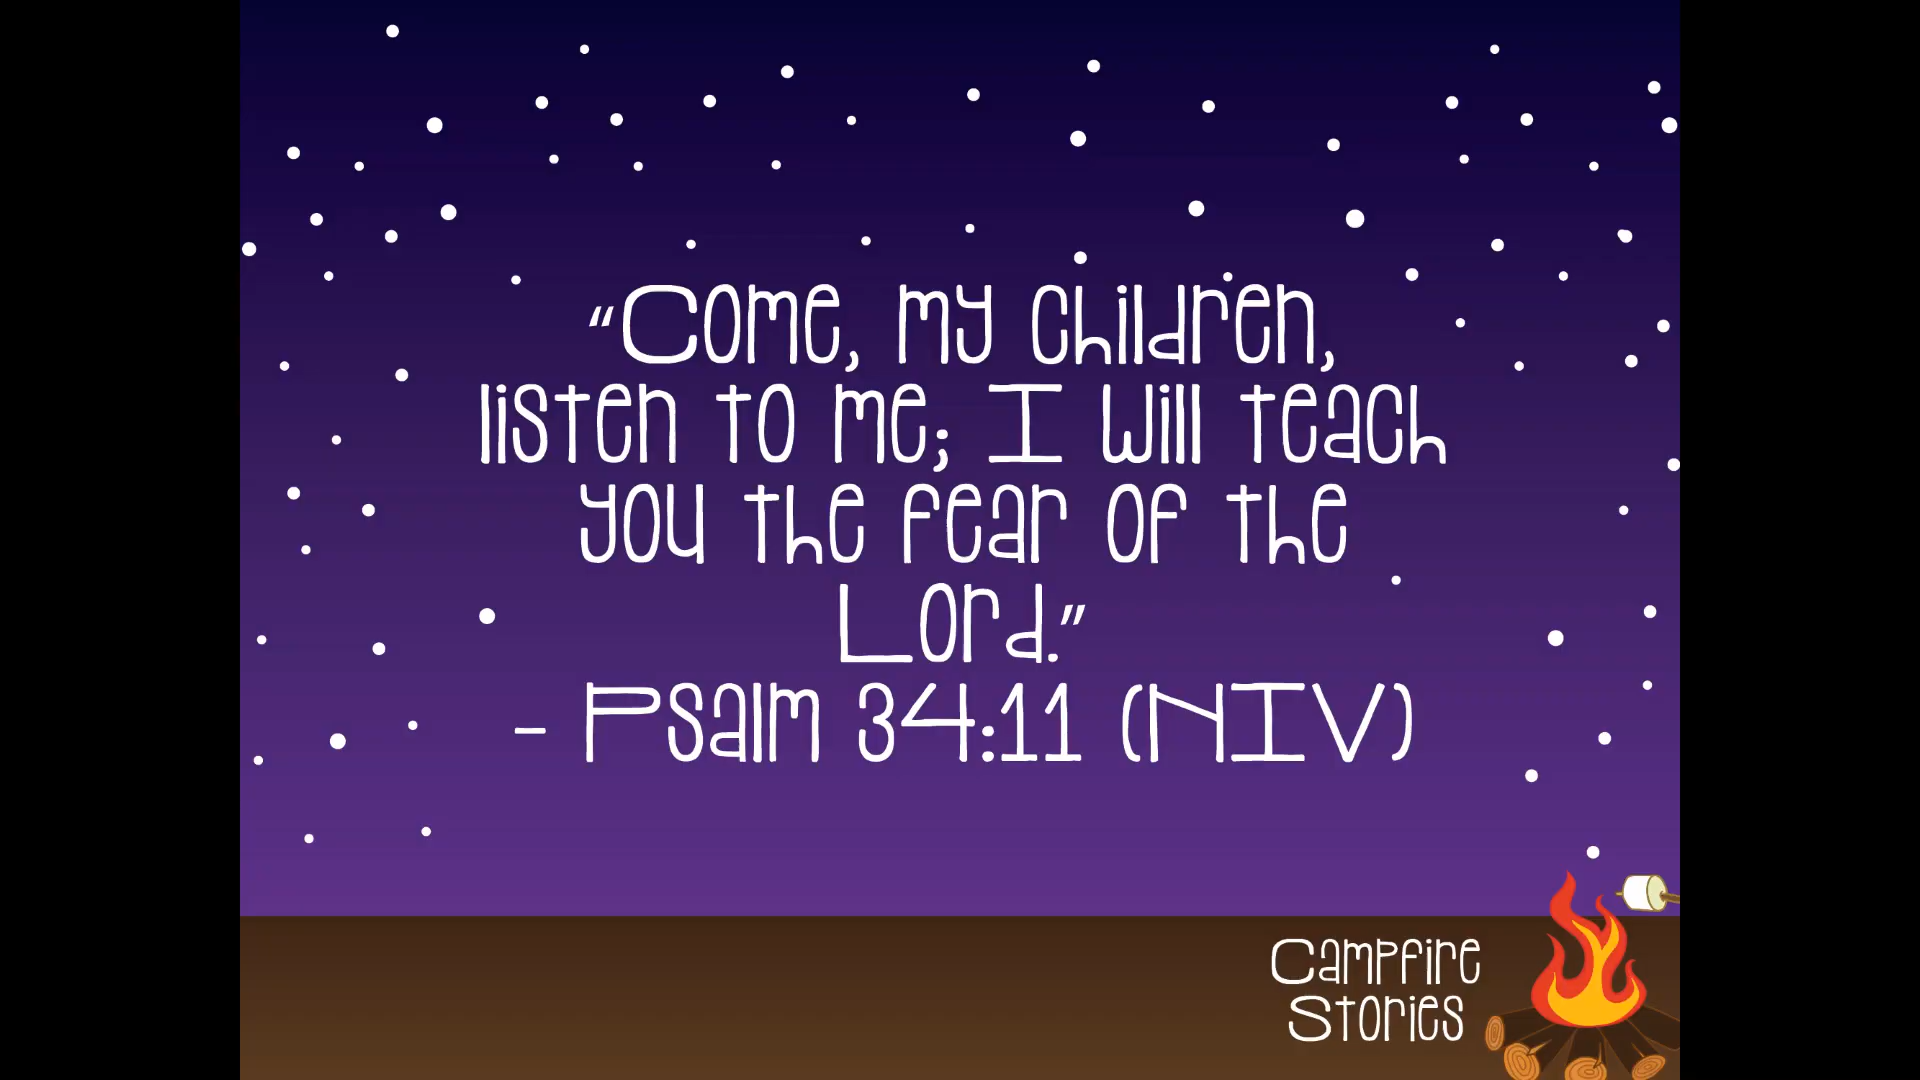 “Come, my children,
listen to me; I will teach
you the fear of the
Lord.”
– Psalm 34:11 (NIV)
Campfire
Stories